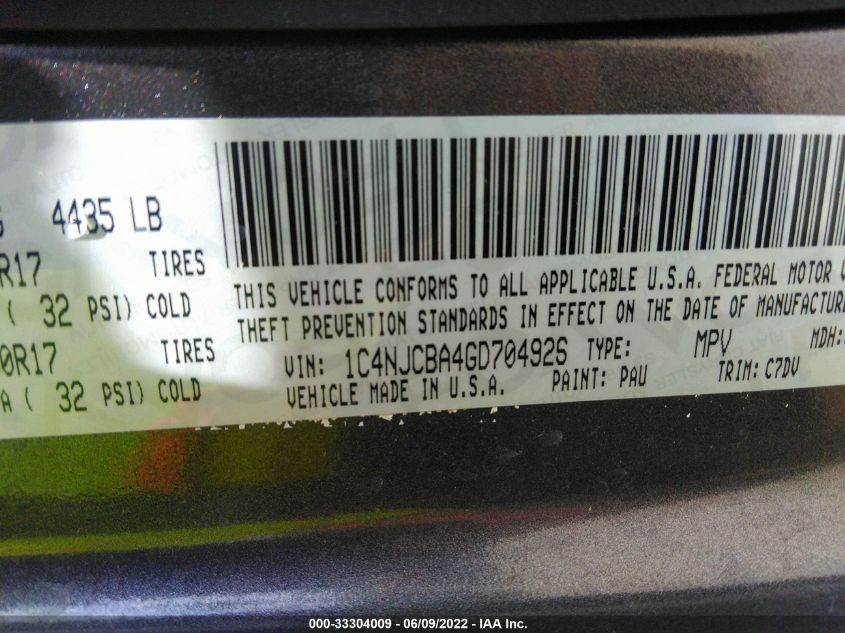 G 4435 LB
R17 TIRES
( 32 PSI) COLD
0R17 TIRES
A ( 32 PSI) COLD
THIS VEHICLE CONFORMS TO ALL APPLICABLE U.S.A. FEDERAL MOTOR V
THEFT PREVENTION STANDARDS IN EFFECT ON THE DATE OF MANUFACTURE
VIN: 1C4NJCBA4GD704926 TYPE: MPV MDH:
VEHICLE MADE IN U.S.A. PAINT: PAU TRIM: C7DV
000-33304009 - 06/09/2022 - IAA Inc.